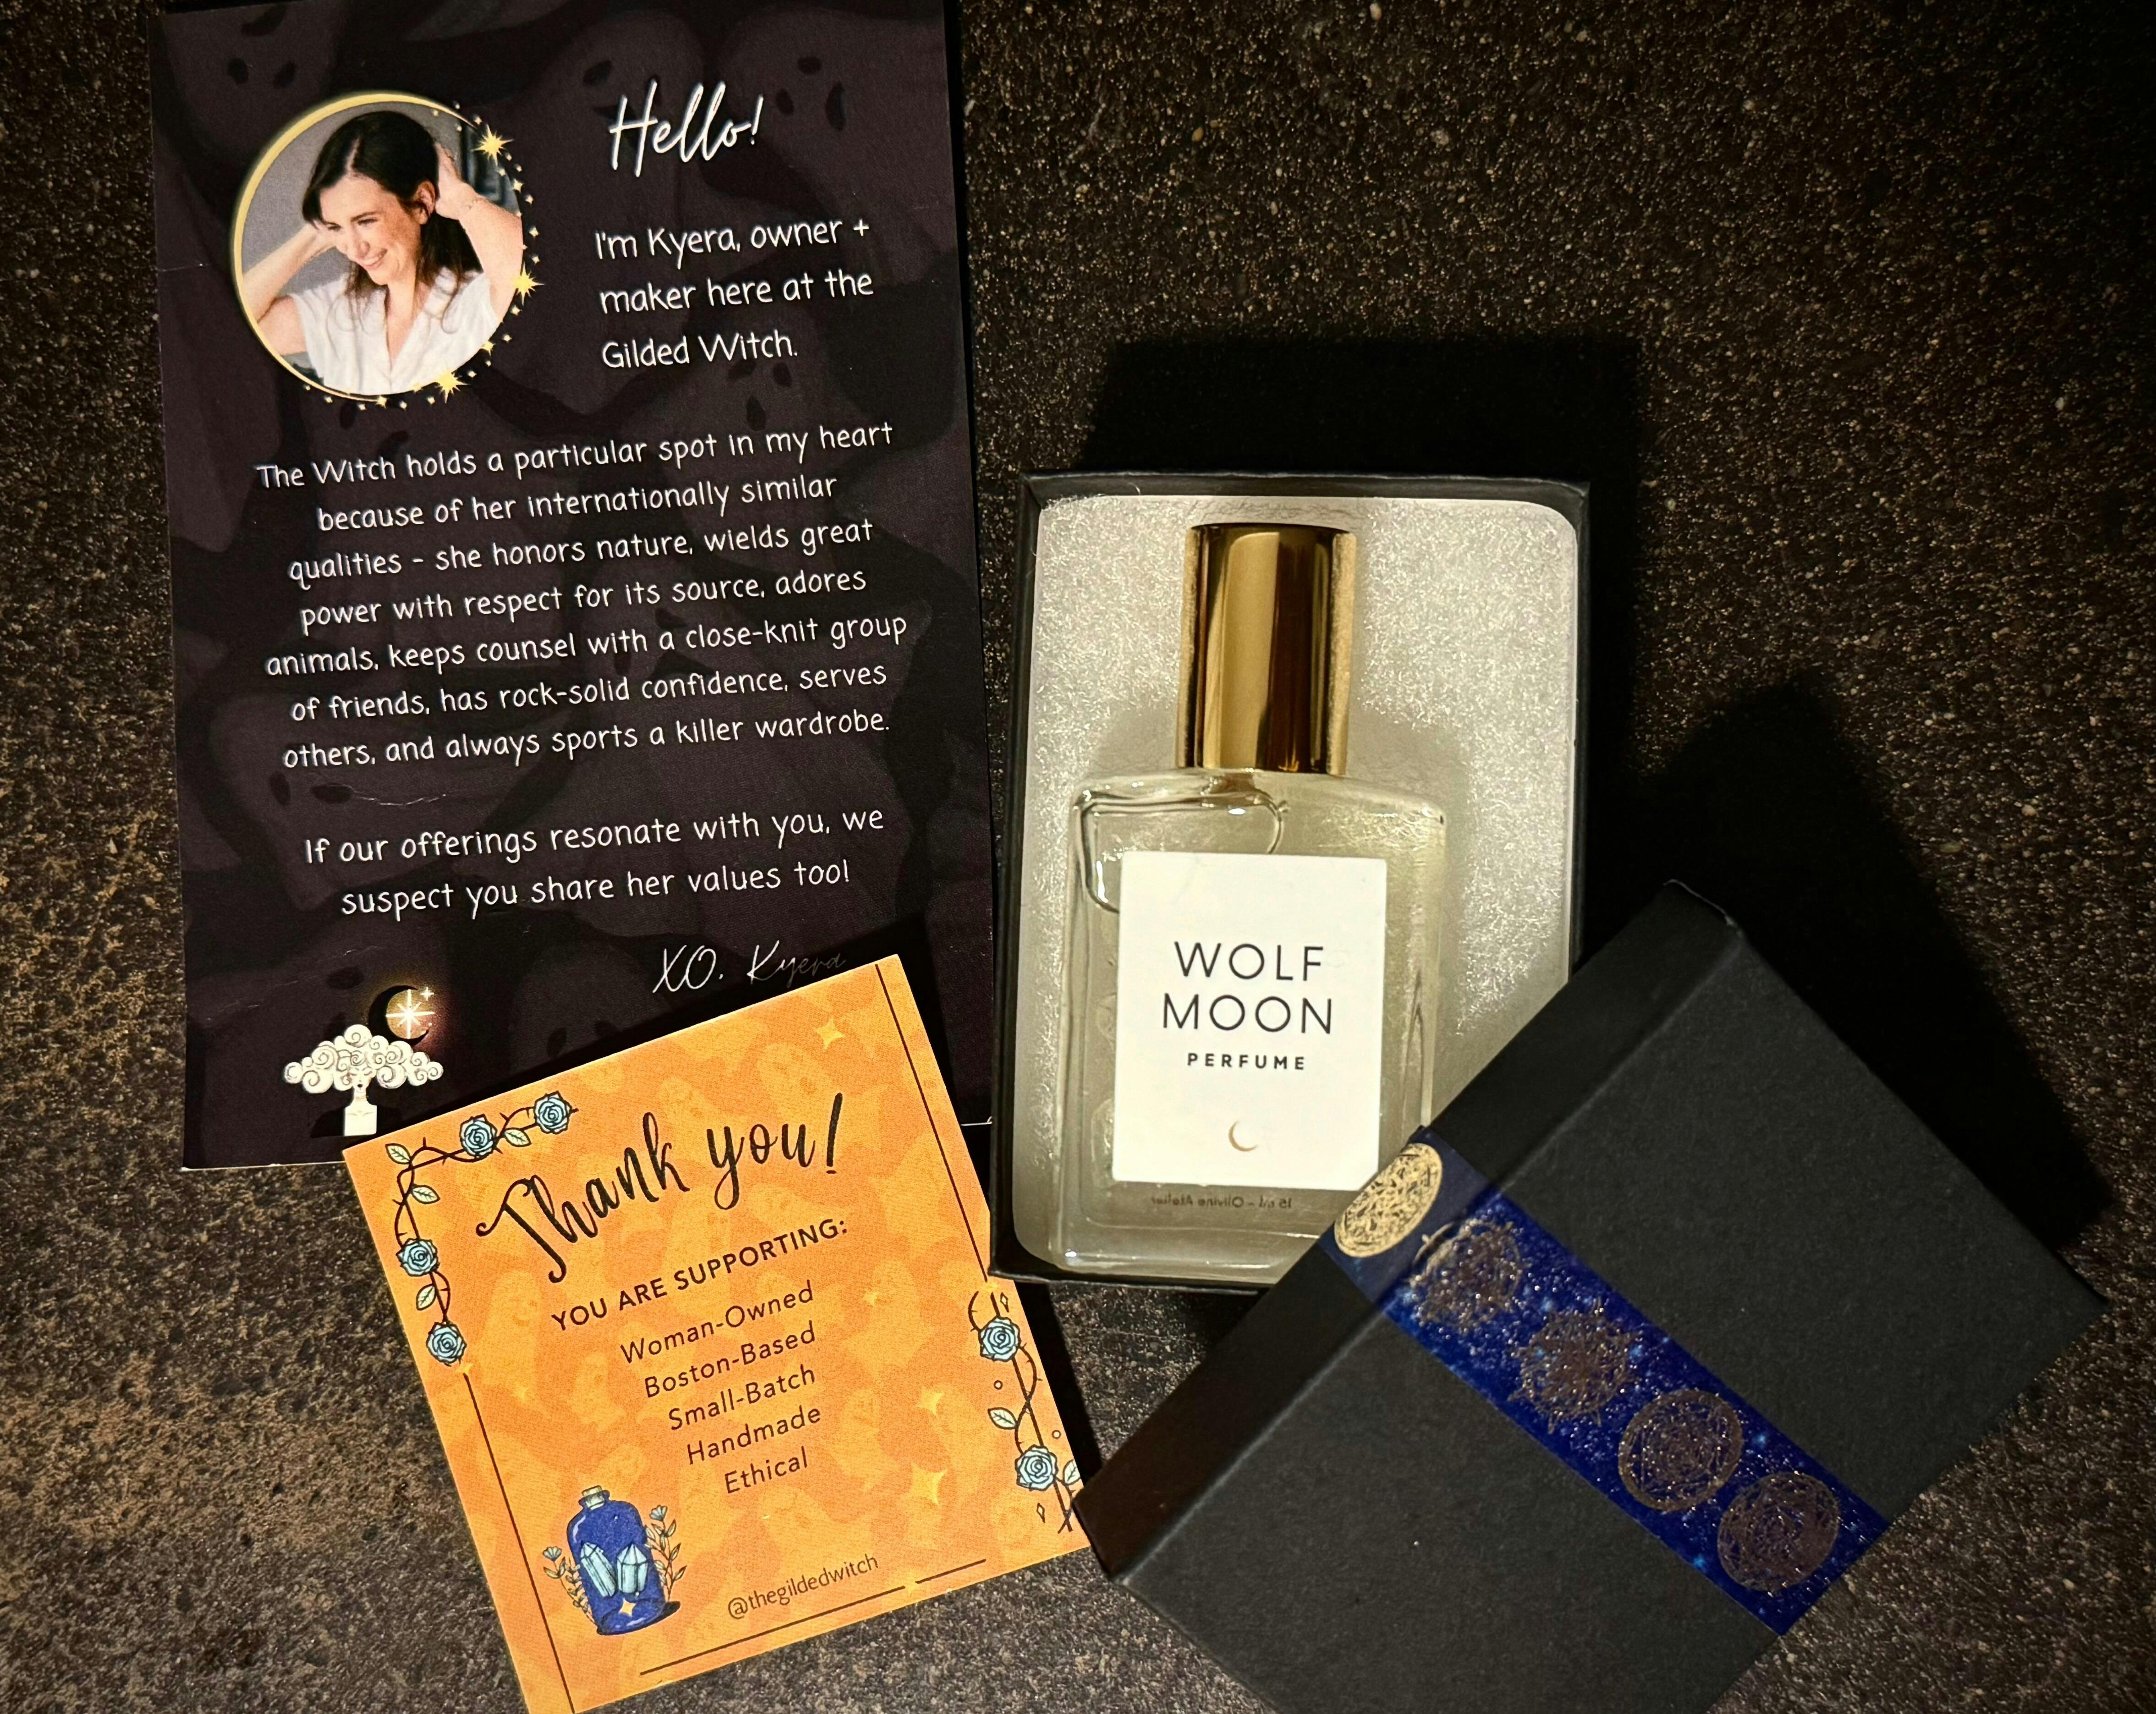 Hello!
I'm Kyera, owner +
maker here at the
Gilded Witch.
The Witch holds a particular spot in my heart
because of her internationally similar
qualities - she honors nature, wields great
power with respect for its source, adores
animals, keeps counsel with a close-knit group
of friends, has rock-solid confidence, serves
others, and always sports a killer wardrobe.
If our offerings resonate with you, we
suspect you share her values too!
XO, Kyera
Thank you!
YOU ARE SUPPORTING:
Woman-Owned
Boston-Based
Small-Batch
Handmade
Ethical
@thegildedwitch
WOLF
MOON
PERFUME
15 ml - Olivine Atelier